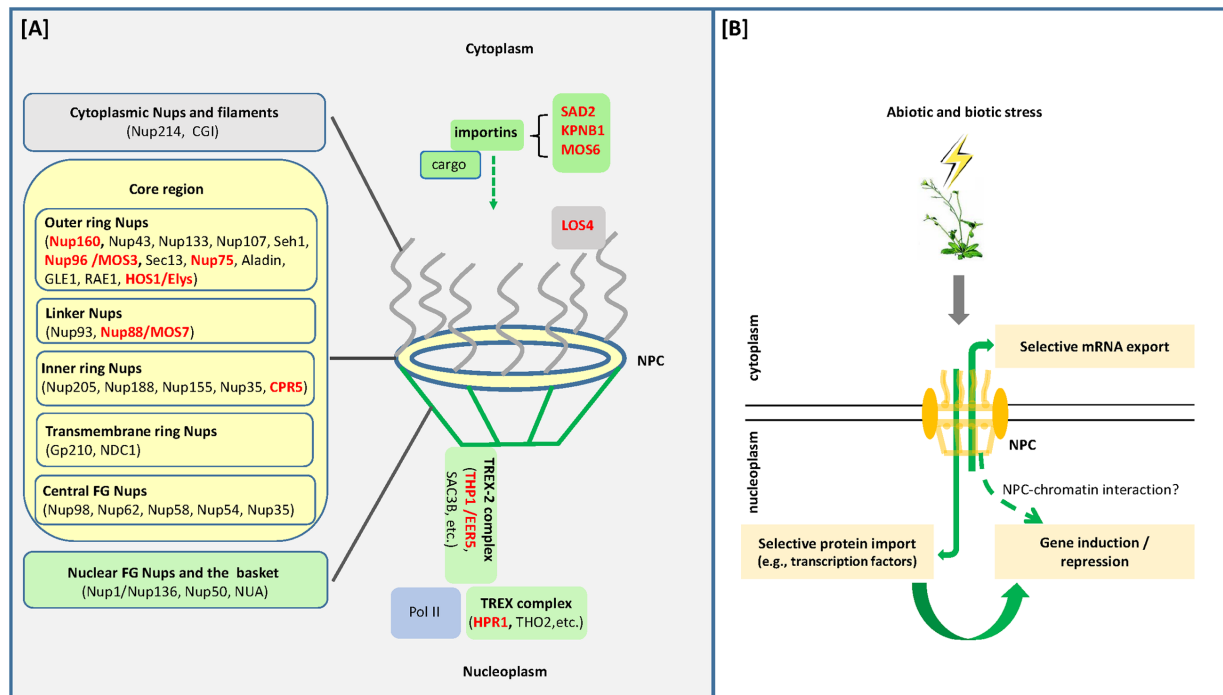 [A]
Cytoplasm
Cytoplasmic Nups and filaments
(Nup214, CGI)
Core region
Outer ring Nups
(Nup160, Nup43, Nup133, Nup107, Seh1,
Nup96 /MOS3, Sec13, Nup75, Aladin,
GLE1, RAE1, HOS1/Elys)
Linker Nups
(Nup93, Nup88/MOS7)
Inner ring Nups
(Nup205, Nup188, Nup155, Nup35, CPR5)
Transmembrane ring Nups
(Gp210, NDC1)
Central FG Nups
(Nup98, Nup62, Nup58, Nup54, Nup35)
Nuclear FG Nups and the basket
(Nup1/Nup136, Nup50, NUA)
importins
cargo
SAD2
KPNB1
MOS6
LOS4
NPC
TREX-2 complex
(THP1 /EER5,
SAC3B, etc.)
Pol II
TREX complex
(HPR1, THO2,etc.)
Nucleoplasm
[B]
Abiotic and biotic stress
cytoplasm
Selective mRNA export
nucleoplasm
NPC
NPC-chromatin interaction?
Selective protein import
(e.g., transcription factors)
Gene induction /
repression